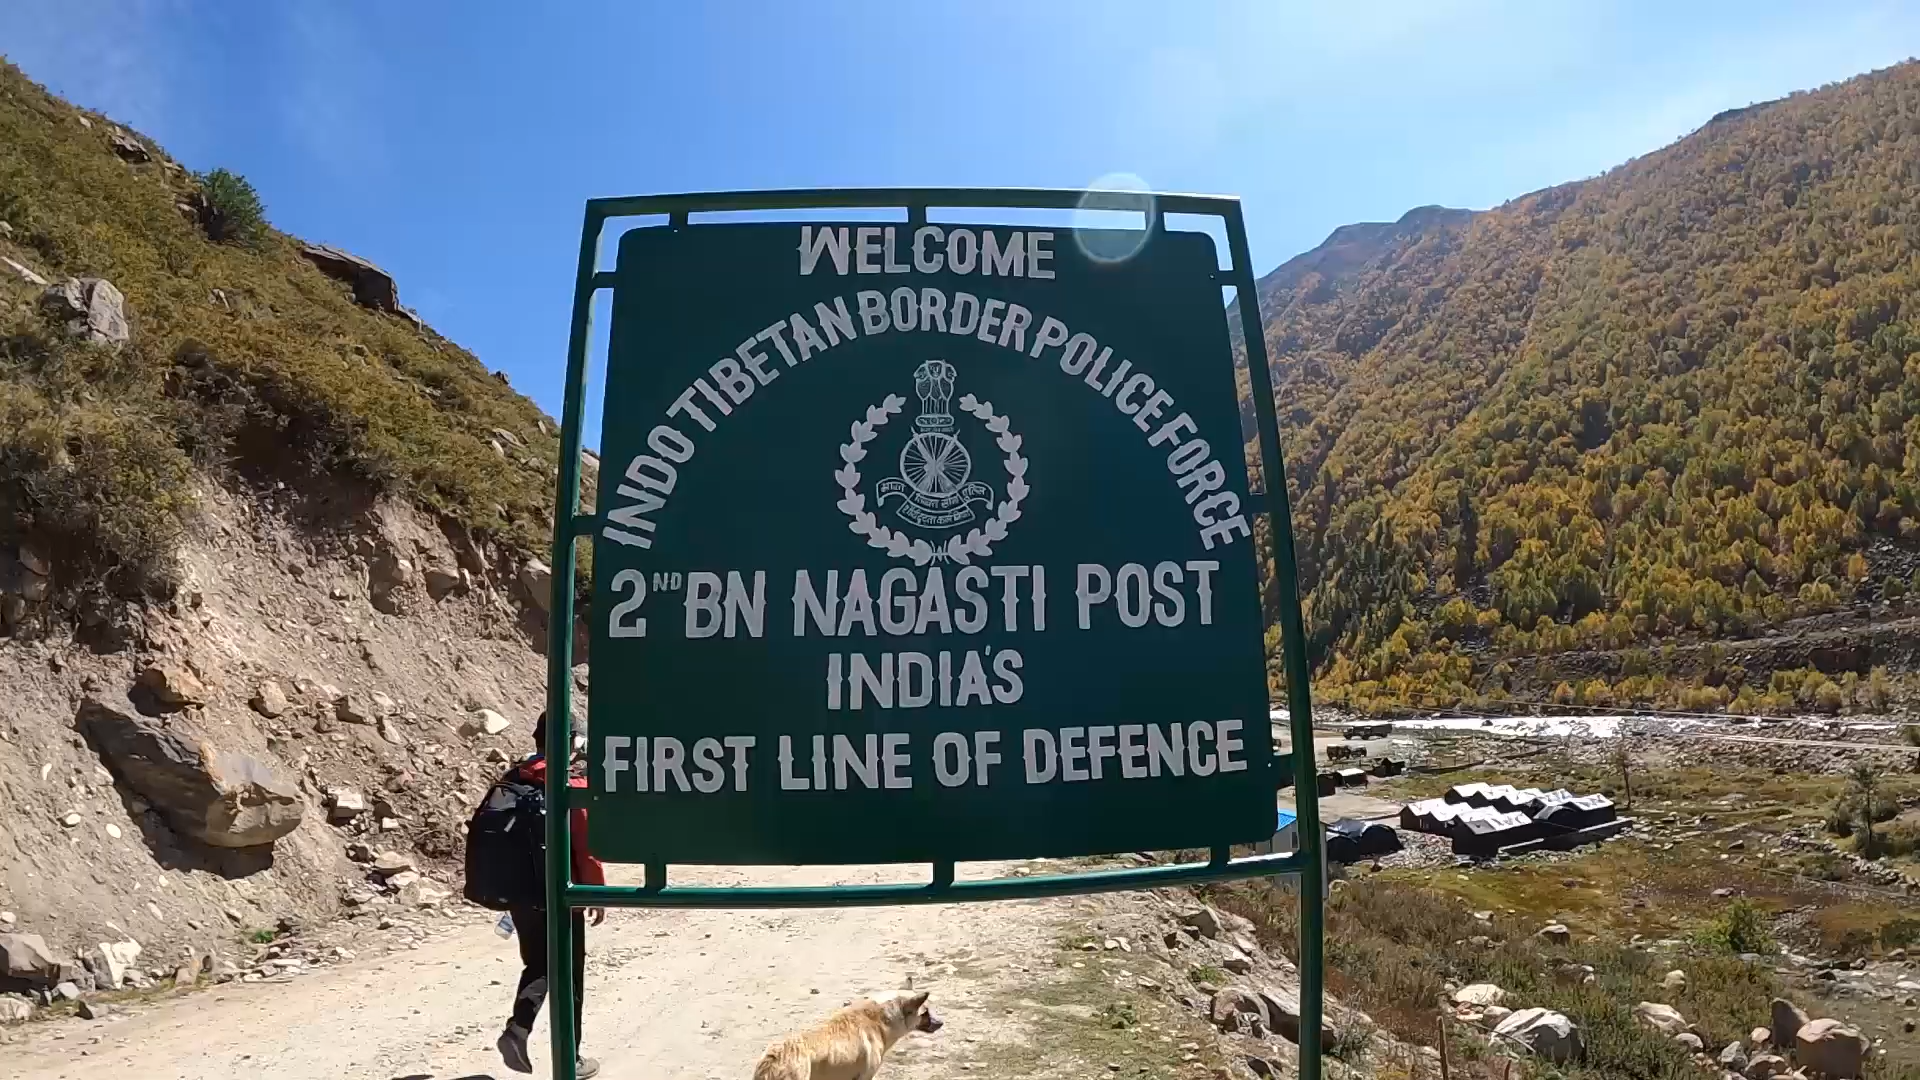 WELCOME
INDO TIBETAN BORDER POLICE FORCE
2ND BN NAGASTI POST
INDIA'S
FIRST LINE OF DEFENCE